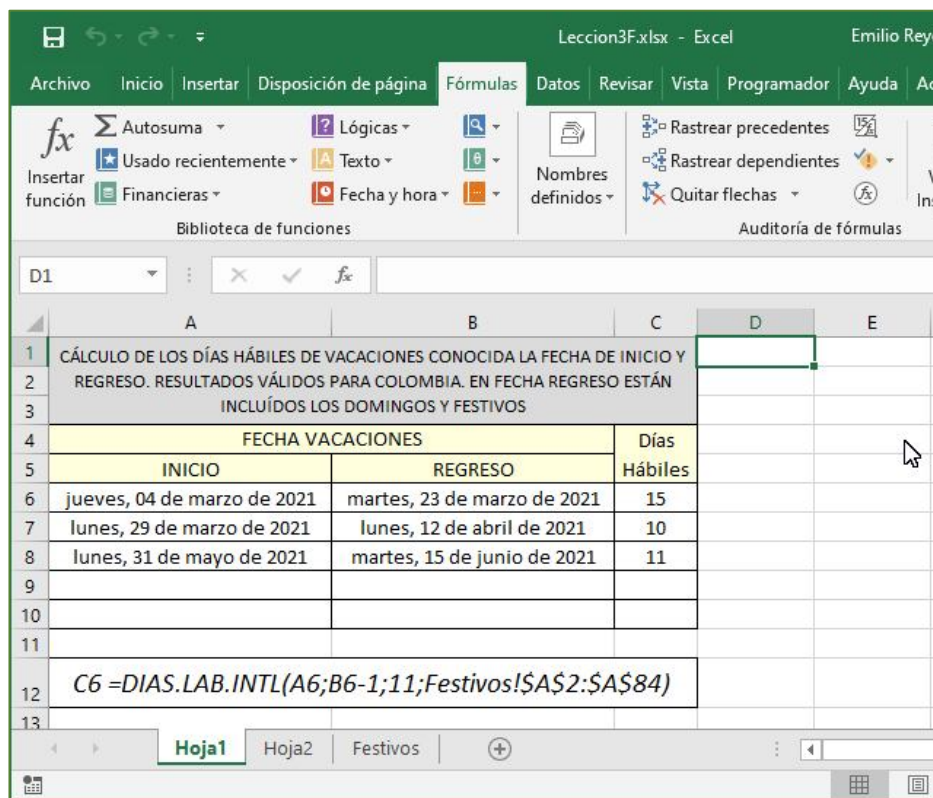 Leccion3F.xlsx - Excel Emilio Rey
Archivo Inicio Insertar Disposición de página Fórmulas Datos Revisar Vista Programador Ayuda
fx Autosuma Lógicas Rastrear precedentes
Usado recientemente Texto Rastrear dependientes
Insertar función Financieras Fecha y hora Nombres definidos Quitar flechas
Biblioteca de funciones Auditoría de fórmulas
D1 fx
A B C D E
1 CÁLCULO DE LOS DÍAS HÁBILES DE VACACIONES CONOCIDA LA FECHA DE INICIO Y
2 REGRESO. RESULTADOS VÁLIDOS PARA COLOMBIA. EN FECHA REGRESO ESTÁN
3 INCLUÍDOS LOS DOMINGOS Y FESTIVOS
4 FECHA VACACIONES Días
5 INICIO REGRESO Hábiles
6 jueves, 04 de marzo de 2021 martes, 23 de marzo de 2021 15
7 lunes, 29 de marzo de 2021 lunes, 12 de abril de 2021 10
8 lunes, 31 de mayo de 2021 martes, 15 de junio de 2021 11
9
10
11
12 C6 =DIAS.LAB.INTL(A6;B6-1;11;Festivos!$A$2:$A$84)
13
Hoja1 Hoja2 Festivos